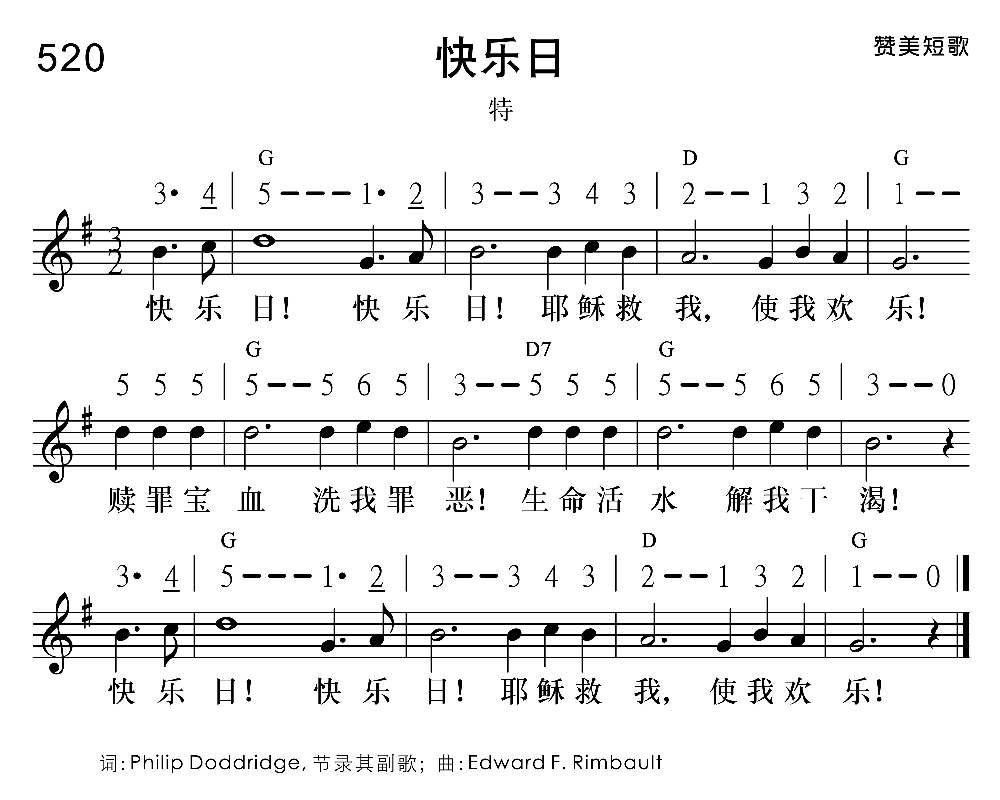 520
快乐日
赞美短歌
特
G D G
3· 4 | 5 - - - 1· 2 | 3 - - 3 4 3 | 2 - - 1 3 2 | 1 - -
3
2
快 乐 日! 快 乐 日! 耶 稣 救 我, 使 我 欢 乐!
G D7 G
5 5 5 | 5 - - 5 6 5 | 3 - - 5 5 5 | 5 - - 5 6 5 | 3 - - 0
赎 罪 宝 血 洗 我 罪 恶! 生 命 活 水 解 我 干 渴!
G D G
3· 4 | 5 - - - 1· 2 | 3 - - 3 4 3 | 2 - - 1 3 2 | 1 - - 0
快 乐 日! 快 乐 日! 耶 稣 救 我, 使 我 欢 乐!
词: Philip Doddridge, 节录其副歌; 曲: Edward F. Rimbault